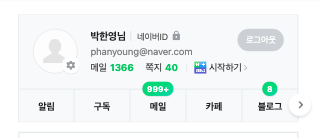 박한영님 네이버ID 로그아웃
phanyoung@naver.com
메일 1366 쪽지 40 시작하기
999+ 8
알림 구독 메일 카페 블로그